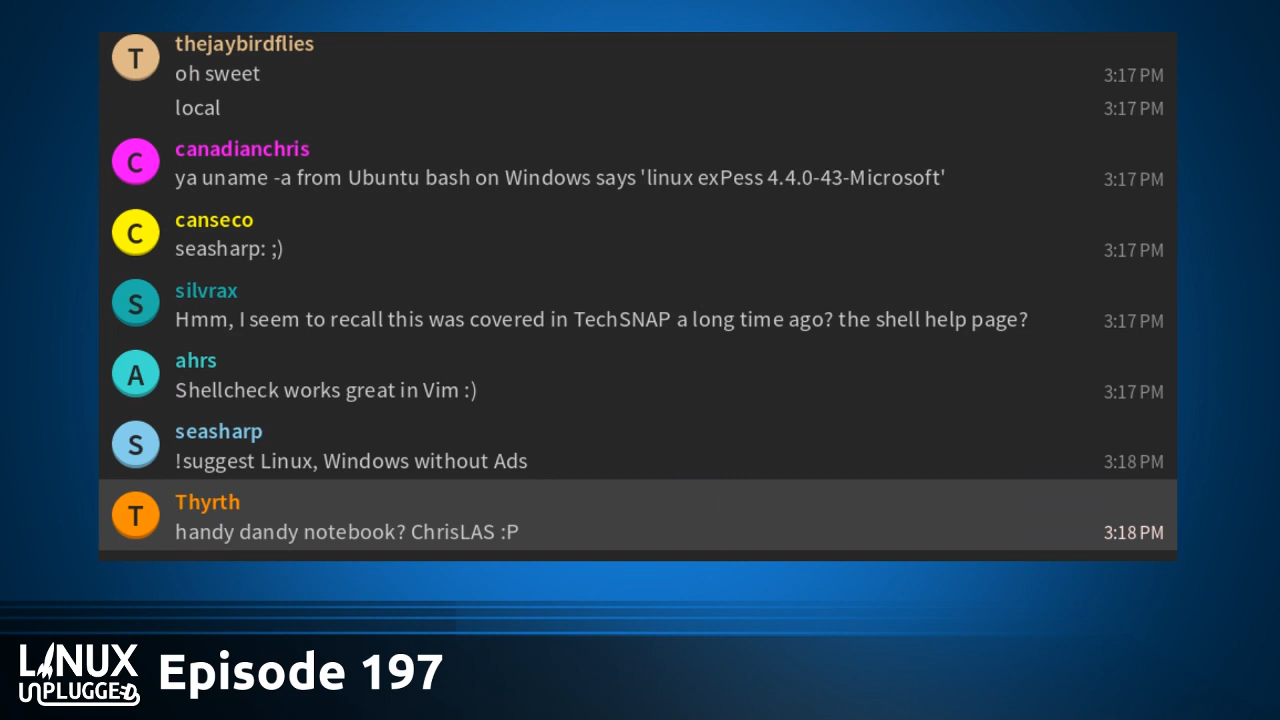 thejaybirdflies
T
oh sweet
3:17 PM
local
3:17 PM
canadianchris
C
ya uname -a from Ubuntu bash on Windows says 'linux exPess 4.4.0-43-Microsoft'
3:17 PM
canseco
C
seasharp: ;)
3:17 PM
silvrax
S
Hmm, I seem to recall this was covered in TechSNAP a long time ago? the shell help page?
3:17 PM
ahrs
A
Shellcheck works great in Vim :)
3:17 PM
seasharp
S
!suggest Linux, Windows without Ads
3:18 PM
Thyrth
T
handy dandy notebook? ChrisLAS :P
3:18 PM
LINUX
UNPLUGGED
Episode 197